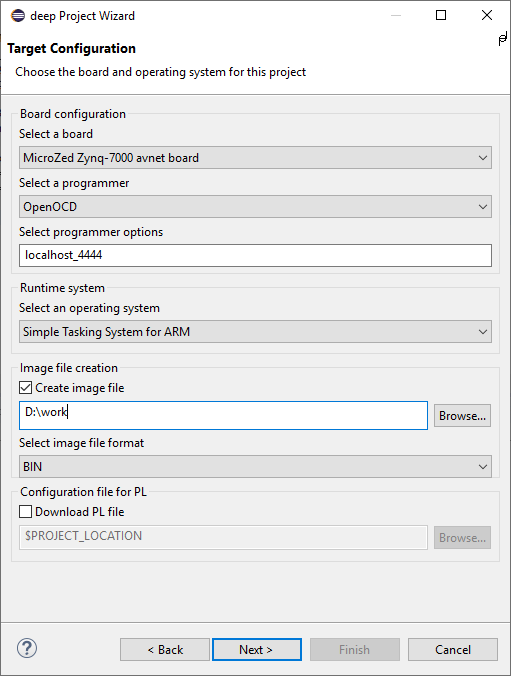 deep Project Wizard
Target Configuration
Choose the board and operating system for this project
Board configuration
Select a board
MicroZed Zynq-7000 avnet board
Select a programmer
OpenOCD
Select programmer options
localhost_4444
Runtime system
Select an operating system
Simple Tasking System for ARM
Image file creation
Create image file
D:\work
Browse...
Select image file format
BIN
Configuration file for PL
Download PL file
$PROJECT_LOCATION
Browse...
? < Back Next > Finish Cancel